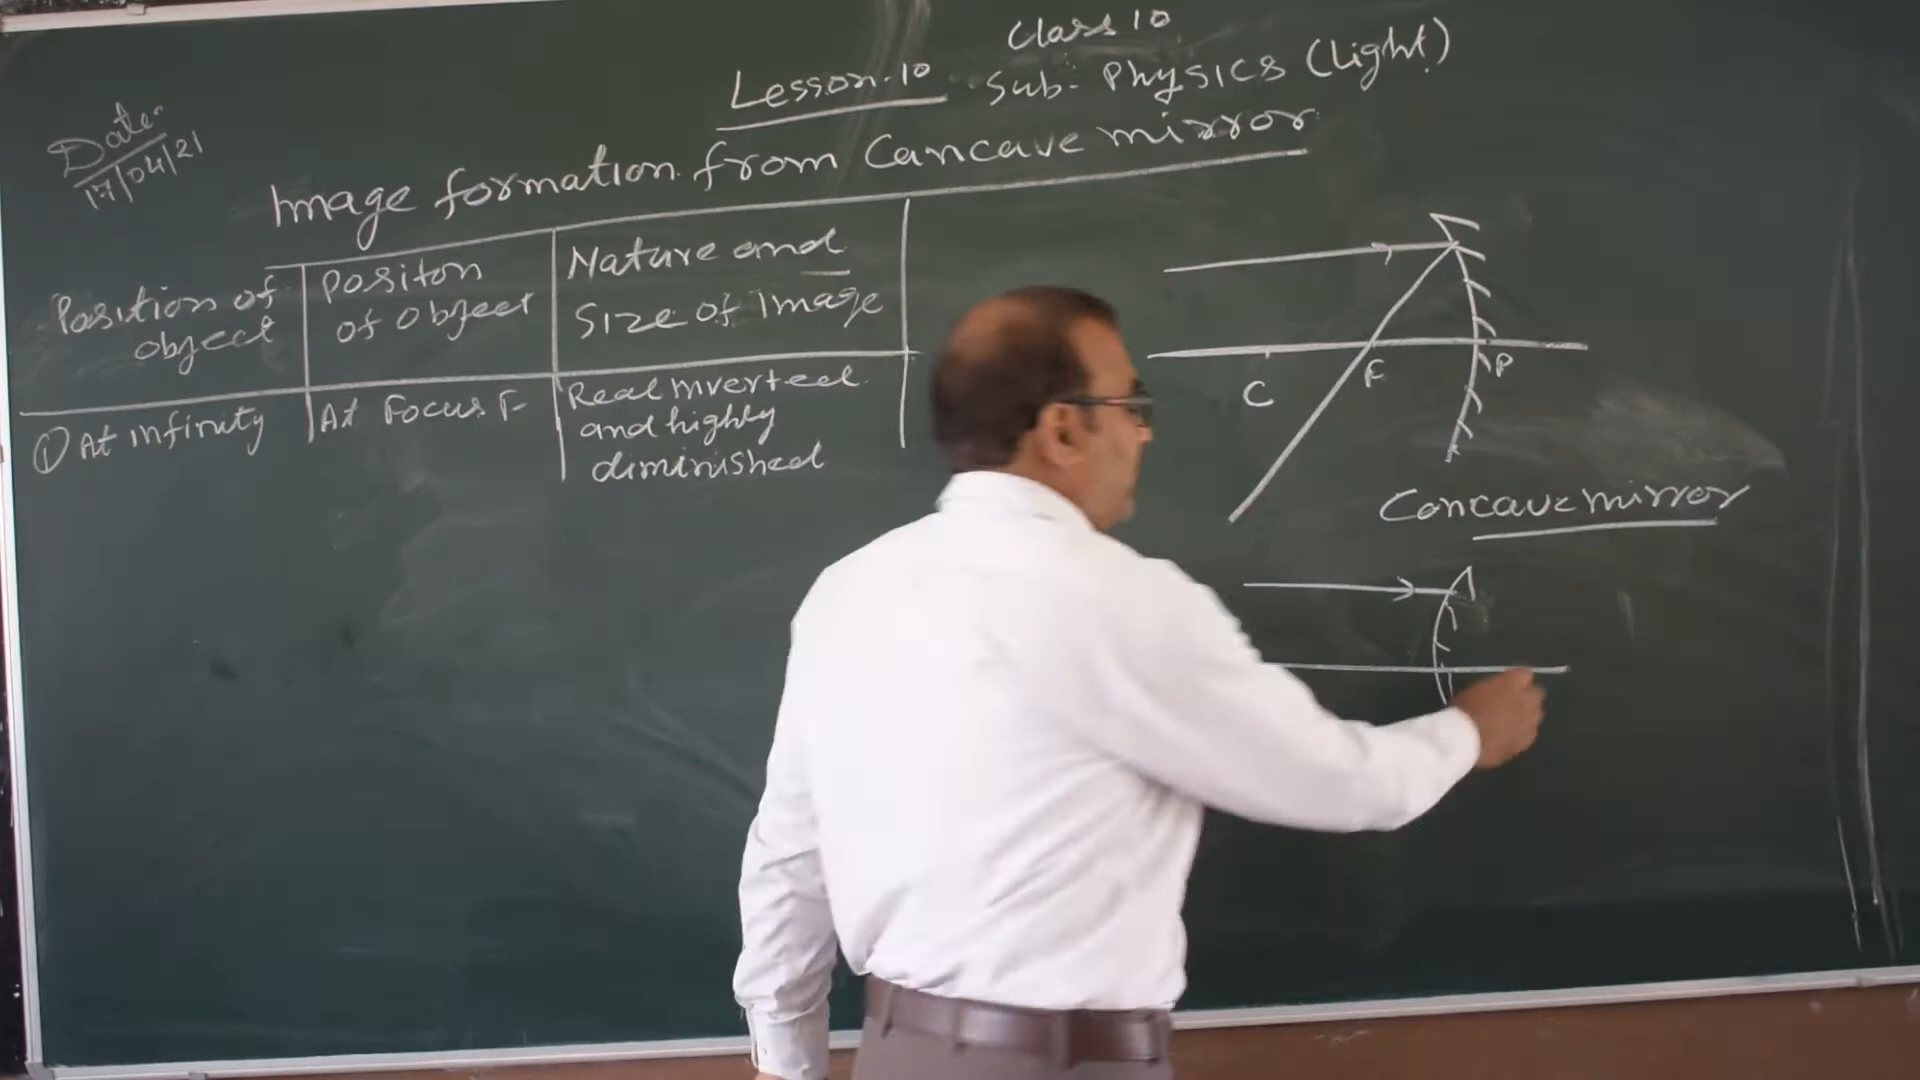 Class 10
Lesson-10 Sub- Physics (Light)
Date-
17/04/21
Image formation from Cancave mirror
Position of object
Positon of object
Nature and Size of Image
① At infinity
At Focus F
Real inverted and highly diminished
C
F
P
Concave mirror